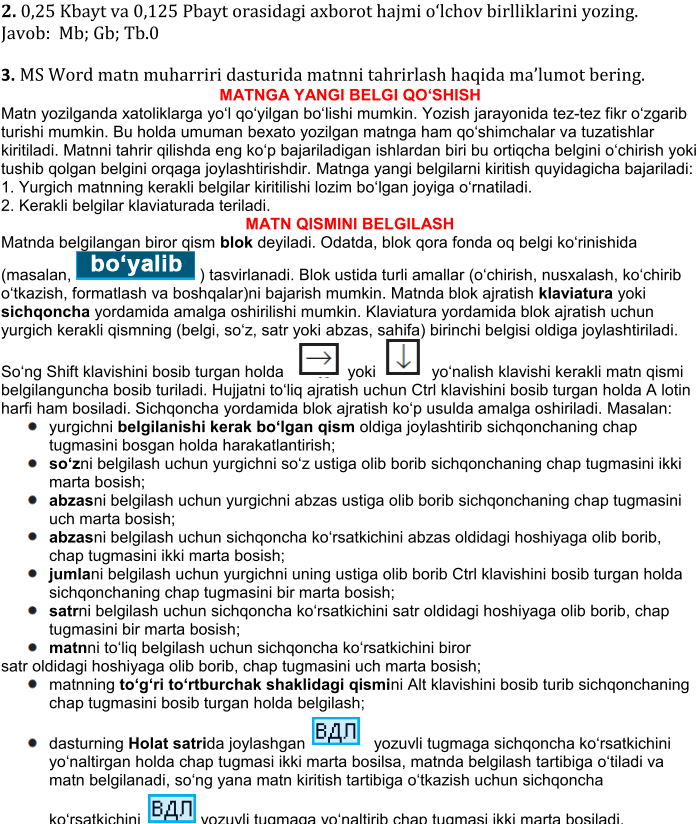 2. 0,25 Kbayt va 0,125 Pbayt orasidagi axborot hajmi oʻlchov birlliklarini yozing.
Javob:  Mb; Gb; Tb.0
3. MS Word matn muharriri dasturida matnni tahrirlash haqida ma’lumot bering.
MATNGA YANGI BELGI QOʻSHISH
Matn yozilganda xatoliklarga yoʻl qoʻyilgan boʻlishi mumkin. Yozish jarayonida tez-tez fikr oʻzgarib
turishi mumkin. Bu holda umuman bexato yozilgan matnga ham qoʻshimchalar va tuzatishlar
kiritiladi. Matnni tahrir qilishda eng koʻp bajariladigan ishlardan biri bu ortiqcha belgini oʻchirish yoki
tushib qolgan belgini orqaga joylashtirishdir. Matnga yangi belgilarni kiritish quyidagicha bajariladi:
1. Yurgich matnning kerakli belgilar kiritilishi lozim boʻlgan joyiga oʻrnatiladi.
2. Kerakli belgilar klaviaturada teriladi.
MATN QISMINI BELGILASH
Matnda belgilangan biror qism blok deyiladi. Odatda, blok qora fonda oq belgi koʻrinishida
(masalan, boʻyalib ) tasvirlanadi. Blok ustida turli amallar (oʻchirish, nusxalash, koʻchirib
oʻtkazish, formatlash va boshqalar)ni bajarish mumkin. Matnda blok ajratish klaviatura yoki
sichqoncha yordamida amalga oshirilishi mumkin. Klaviatura yordamida blok ajratish uchun
yurgich kerakli qismning (belgi, soʻz, satr yoki abzas, sahifa) birinchi belgisi oldiga joylashtiriladi.
Soʻng Shift klavishini bosib turgan holda → yoki ↓ yoʻnalish klavishi kerakli matn qismi
belgilanguncha bosib turiladi. Hujjatni toʻliq ajratish uchun Ctrl klavishini bosib turgan holda A lotin
harfi ham bosiladi. Sichqoncha yordamida blok ajratish koʻp usulda amalga oshiriladi. Masalan:
● yurgichni belgilanishi kerak boʻlgan qism oldiga joylashtirib sichqonchaning chap
tugmasini bosgan holda harakatlantirish;
● soʻzni belgilash uchun yurgichni soʻz ustiga olib borib sichqonchaning chap tugmasini ikki
marta bosish;
● abzasni belgilash uchun yurgichni abzas ustiga olib borib sichqonchaning chap tugmasini
uch marta bosish;
● abzasni belgilash uchun sichqoncha koʻrsatkichini abzas oldidagi hoshiyaga olib borib,
chap tugmasini ikki marta bosish;
● jumlani belgilash uchun yurgichni uning ustiga olib borib Ctrl klavishini bosib turgan holda
sichqonchaning chap tugmasini bir marta bosish;
● satrni belgilash uchun sichqoncha koʻrsatkichini satr oldidagi hoshiyaga olib borib, chap
tugmasini bir marta bosish;
● matnni toʻliq belgilash uchun sichqoncha koʻrsatkichini biror
satr oldidagi hoshiyaga olib borib, chap tugmasini uch marta bosish;
● matnning toʻgʻri toʻrtburchak shaklidagi qismini Alt klavishini bosib turib sichqonchaning
chap tugmasini bosib turgan holda belgilash;
● dasturning Holat satrida joylashgan ВДЛ yozuvli tugmaga sichqoncha koʻrsatkichini
yoʻnaltirgan holda chap tugmasi ikki marta bosilsa, matnda belgilash tartibiga oʻtiladi va
matn belgilanadi, soʻng yana matn kiritish tartibiga oʻtkazish uchun sichqoncha
koʻrsatkichini ВДЛ yozuvli tugmaga yoʻnaltirib chap tugmasi ikki marta bosiladi.